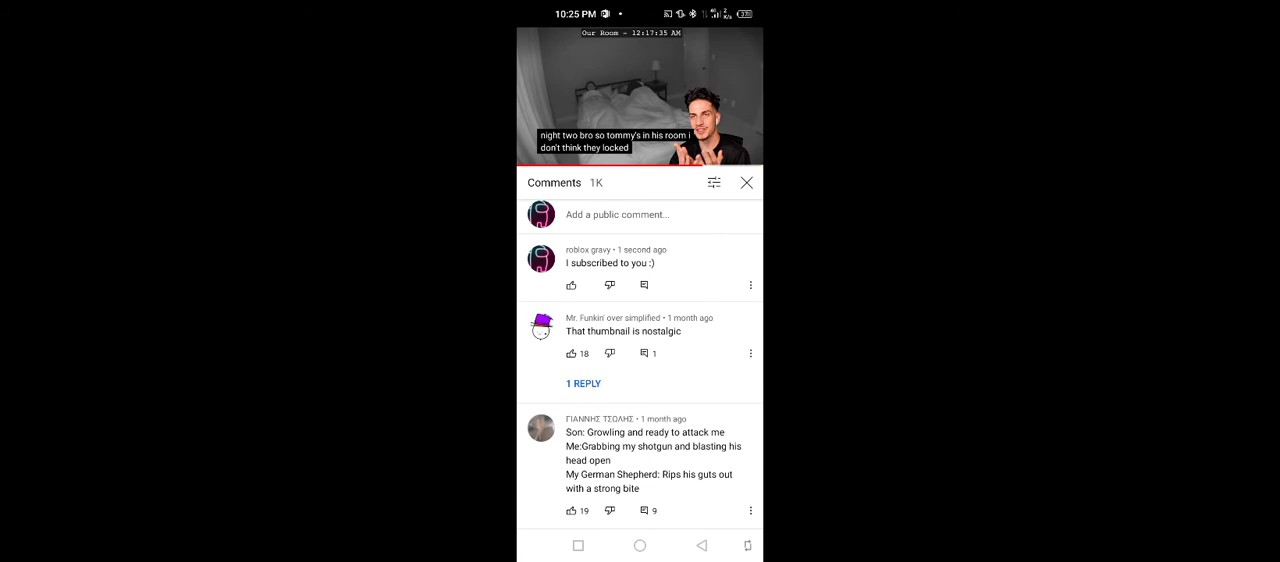 10:25 PM
4G
2
K/s
37
Our Room - 12:17:35 AM
night two bro so tommy's in his room i
don't think they locked
Comments 1K
Add a public comment...
roblox gravy • 1 second ago
I subscribed to you :)
Mr. Funkin' over simplified • 1 month ago
That thumbnail is nostalgic
18 1
1 REPLY
ΓΙΑΝΝΗΣ ΤΣΩΛΗΣ • 1 month ago
Son: Growling and ready to attack me
Me:Grabbing my shotgun and blasting his
head open
My German Shepherd: Rips his guts out
with a strong bite
19 9